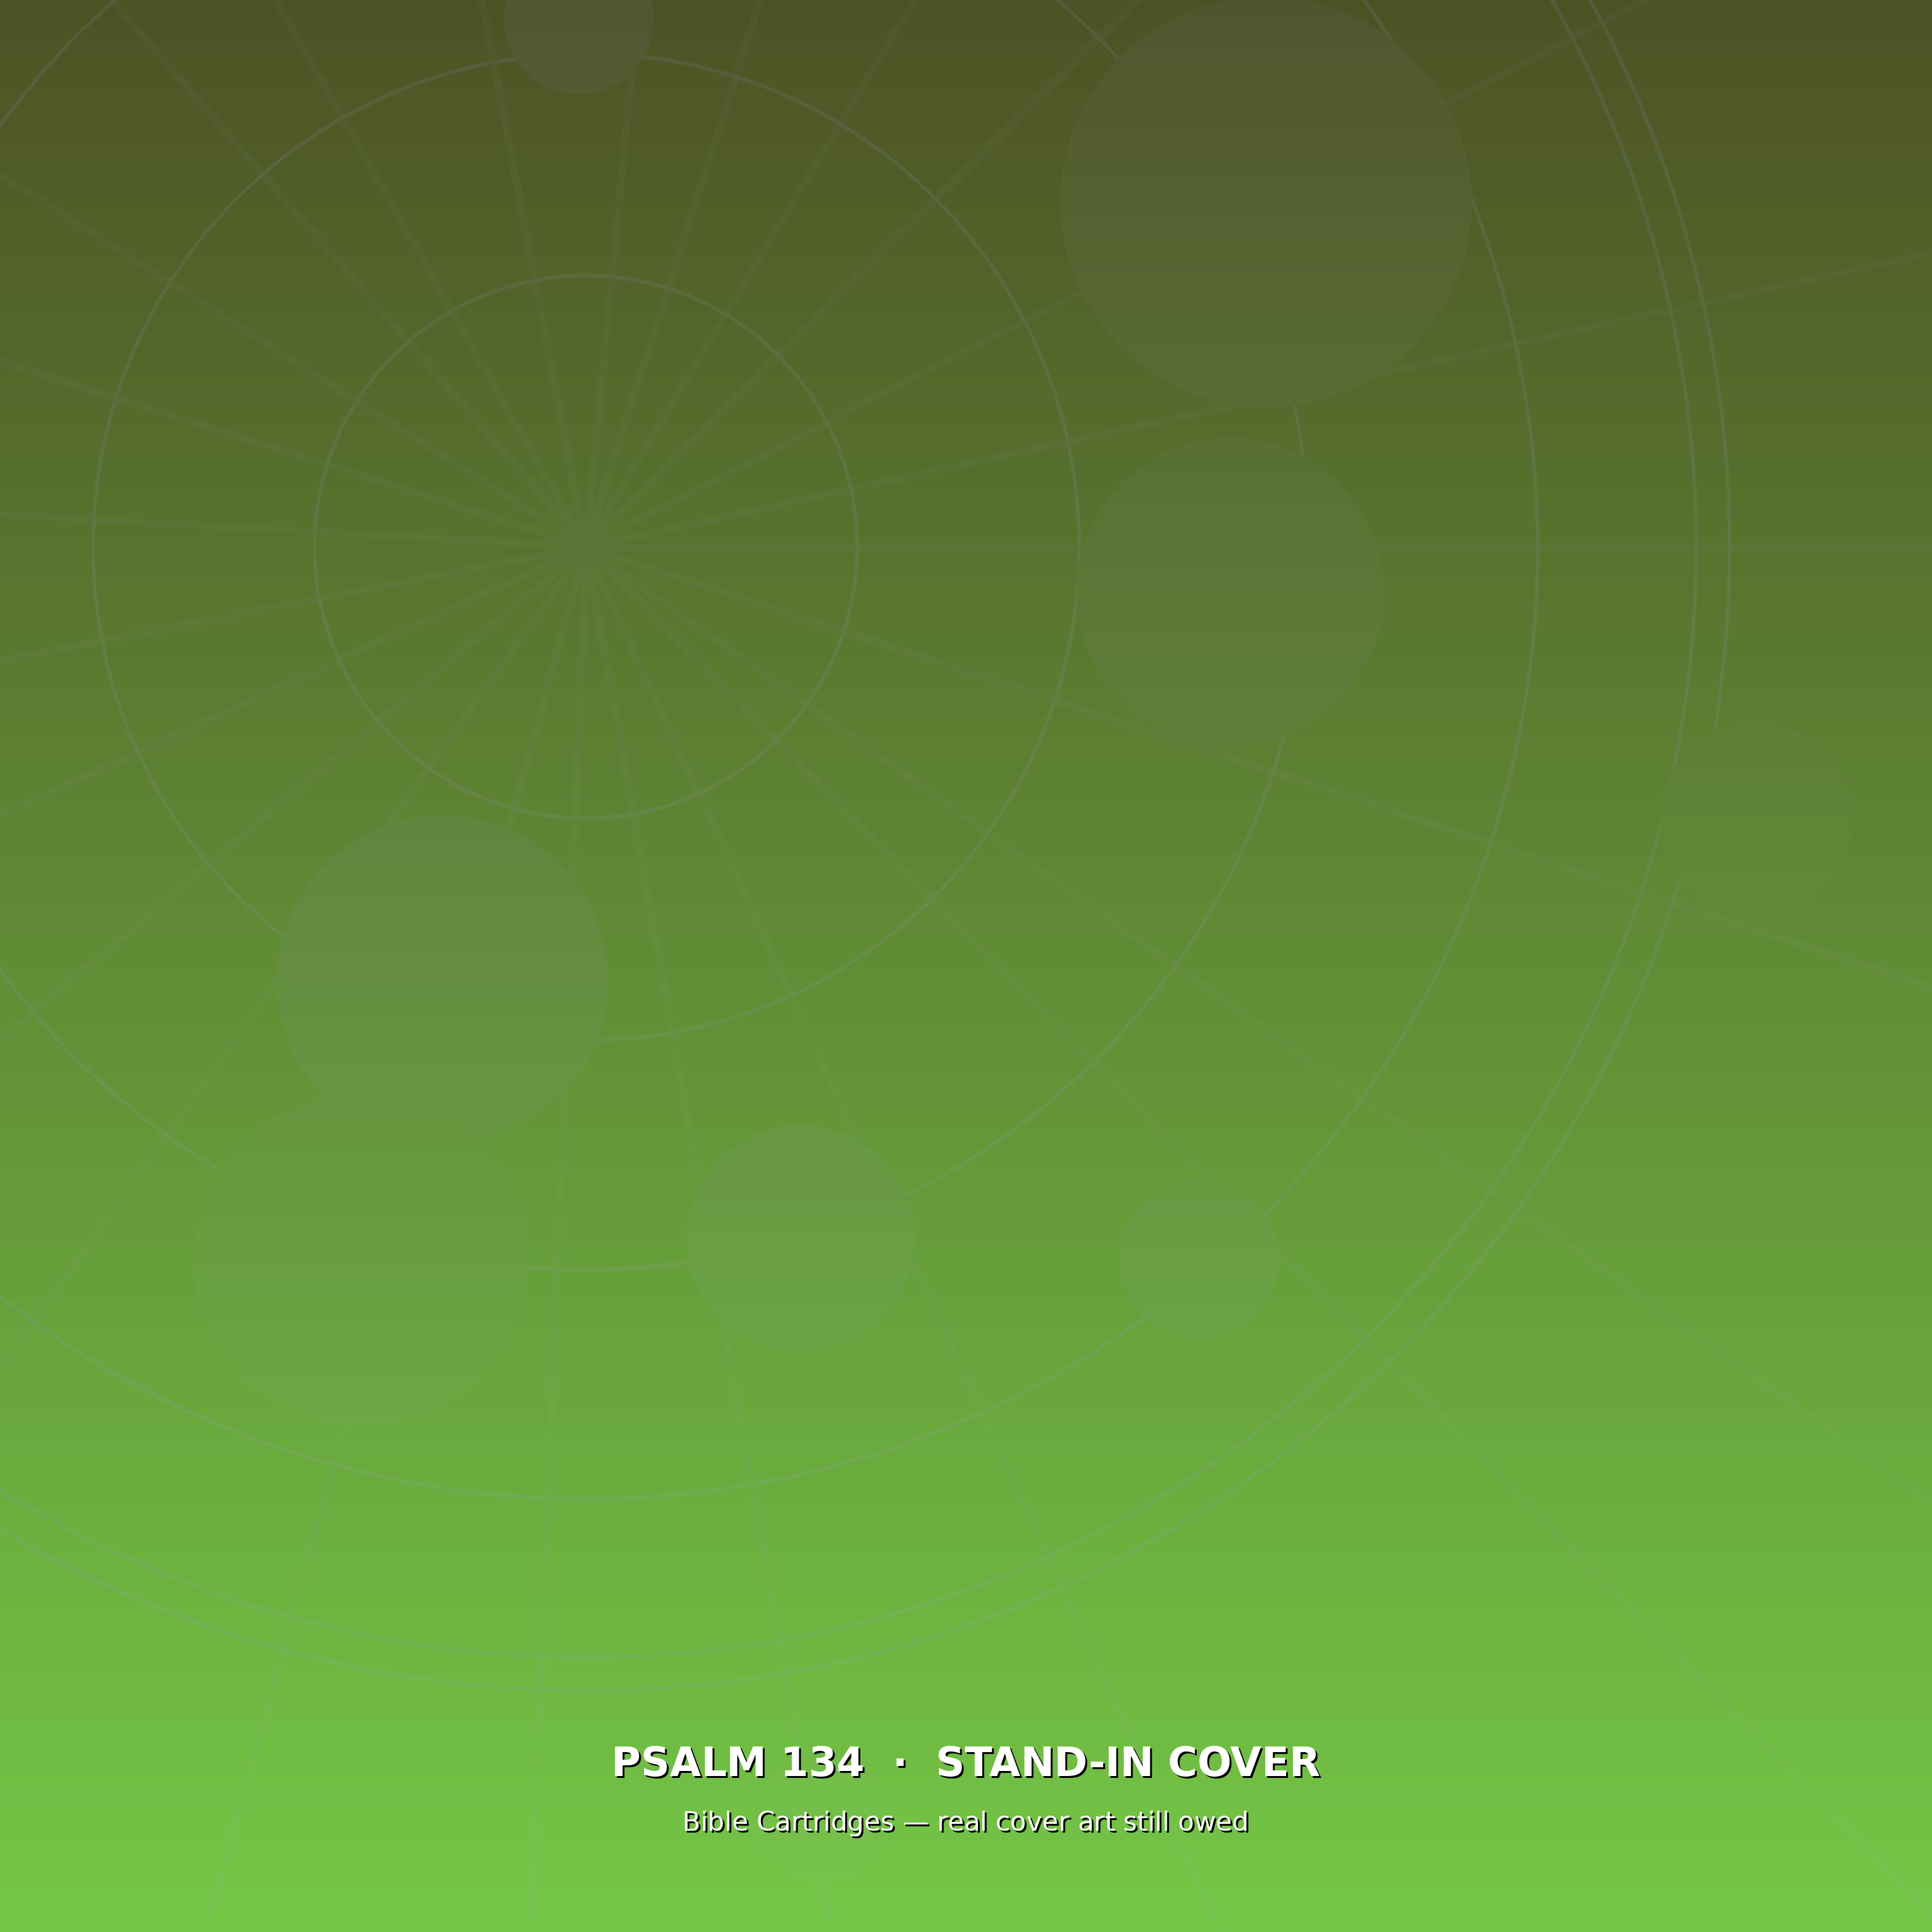 PSALM 134 · STAND-IN COVER
Bible Cartridges — real cover art still owed